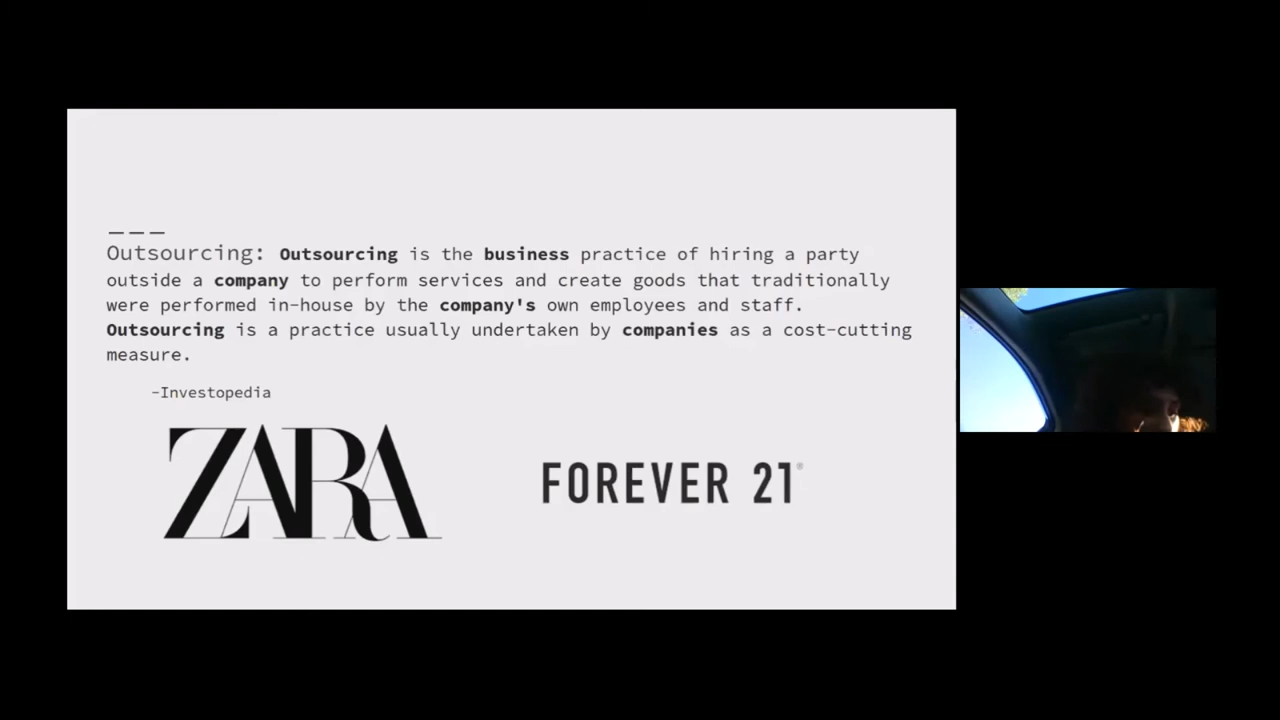 ———
Outsourcing: Outsourcing is the business practice of hiring a party
outside a company to perform services and create goods that traditionally
were performed in-house by the company's own employees and staff.
Outsourcing is a practice usually undertaken by companies as a cost-cutting
measure.
-Investopedia
ZARA
FOREVER 21